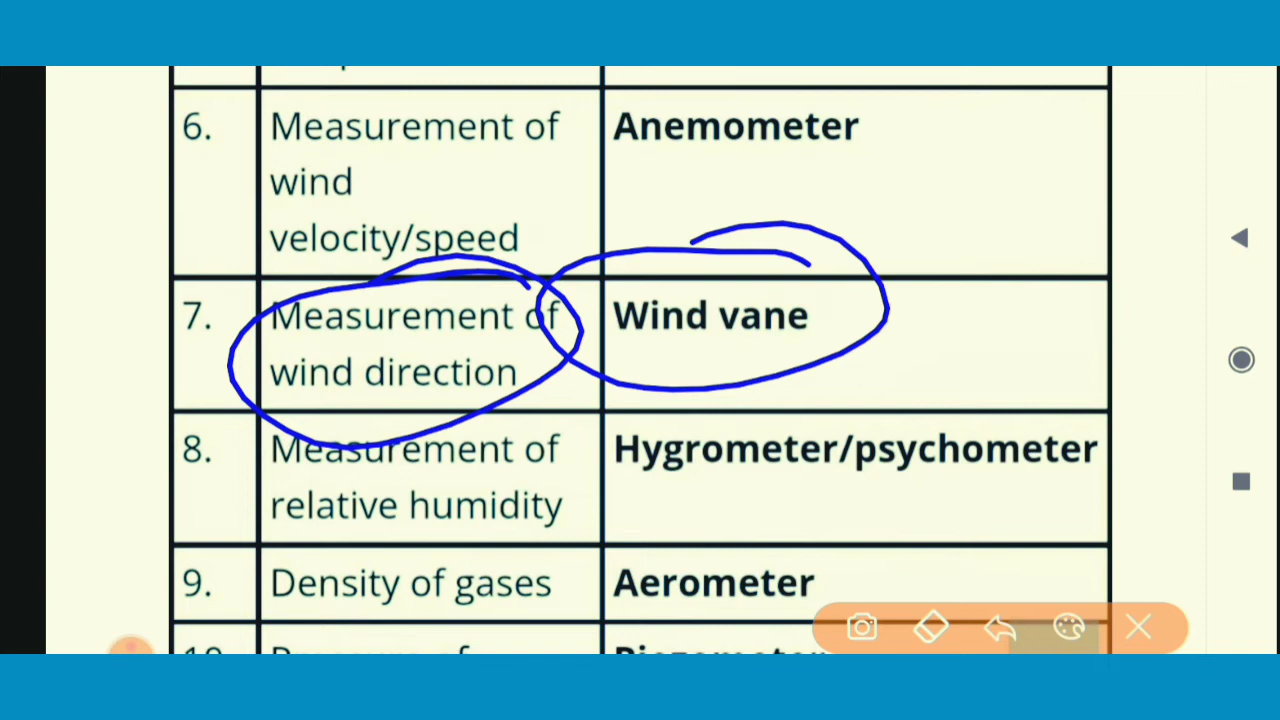 6. Measurement of Anemometer
wind
velocity/speed
7. Measurement of Wind vane
wind direction
8. Measurement of Hygrometer/psychometer
relative humidity
9. Density of gases Aerometer